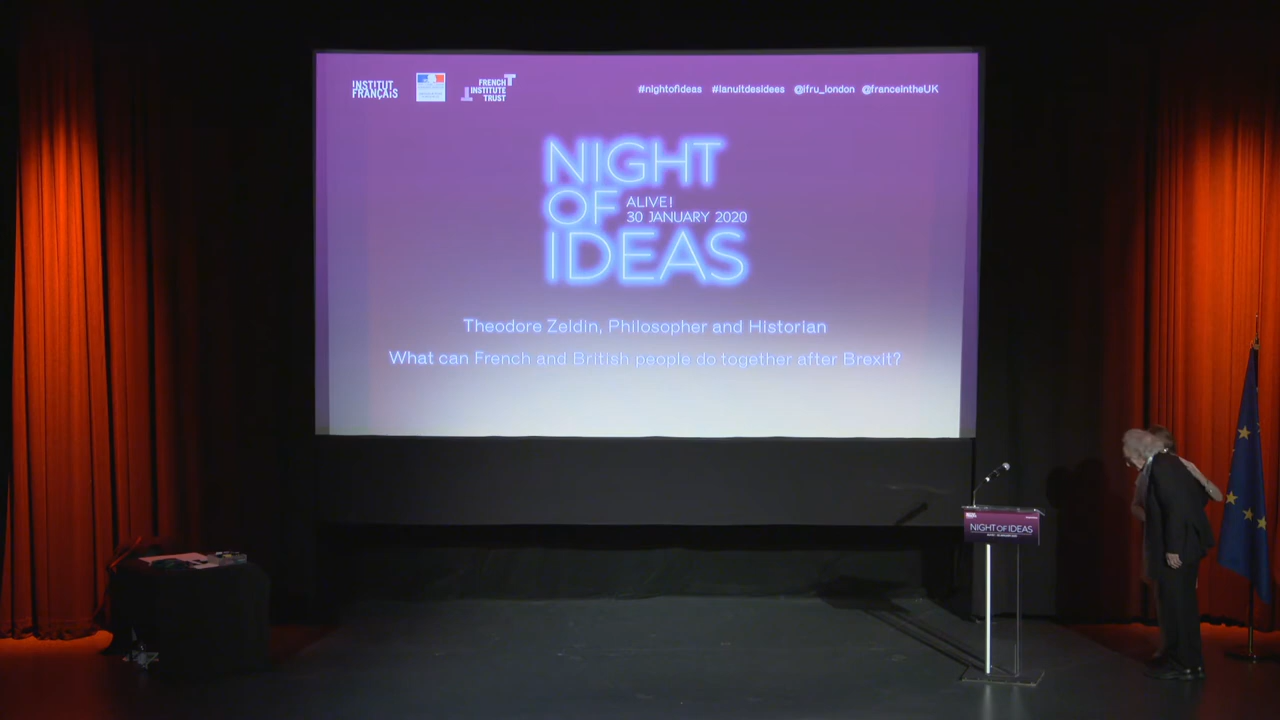 INSTITUT
FRANÇAIS
FRENCH
INSTITUTE
TRUST
#nightofideas #lanuitdesidees @ifru_london @franceintheUK
NIGHT
OF
ALIVE!
30 JANUARY 2020
IDEAS
Theodore Zeldin, Philosopher and Historian
What can French and British people do together after Brexit?
NIGHT OF IDEAS